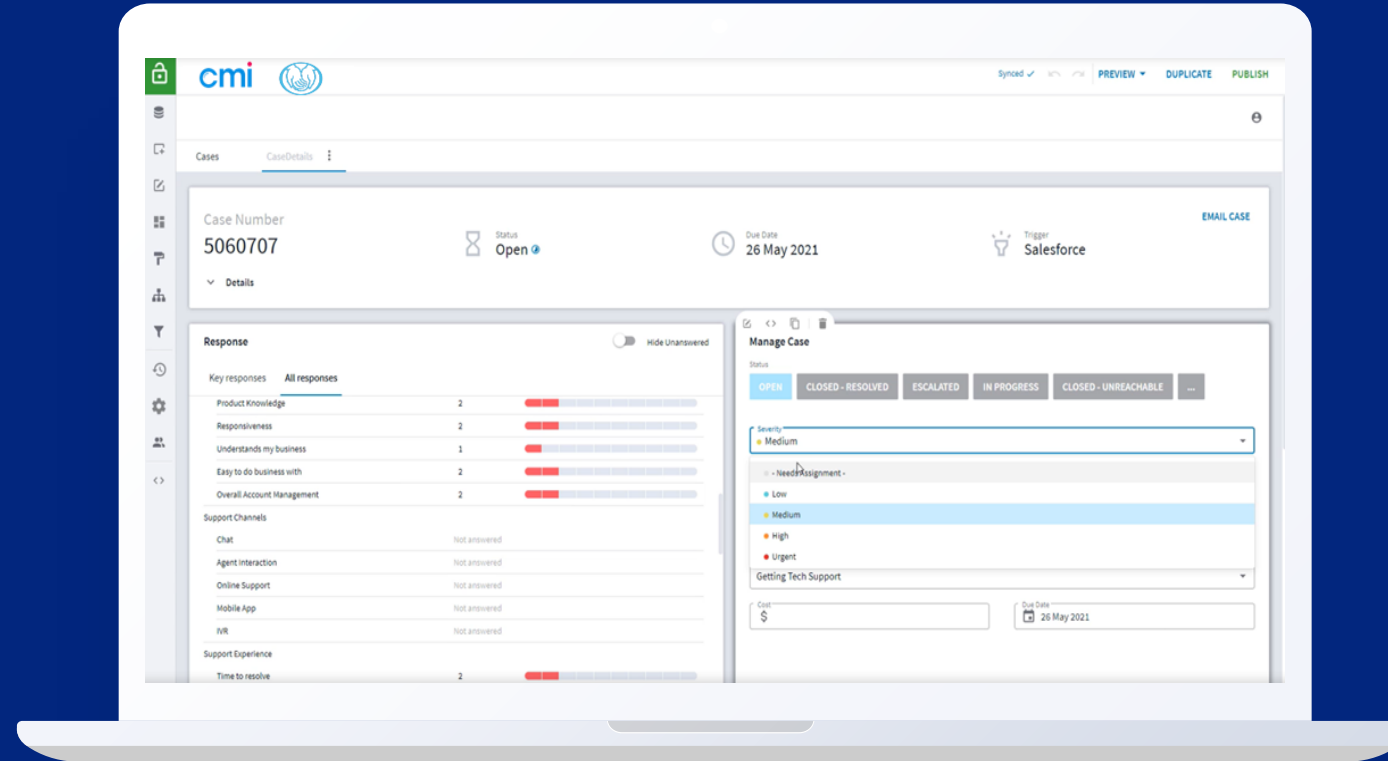 cmi
Synced PREVIEW DUPLICATE PUBLISH
Cases CaseDetails
Case Number
5060707
Status
Open
Due Date
26 May 2021
Trigger
Salesforce
EMAIL CASE
Details
Response
Hide Unanswered
Key responses All responses
Product Knowledge 2
Responsiveness 2
Understands my business 1
Easy to do business with 2
Overall Account Management 2
Support Channels
Chat Not answered
Agent Interaction Not answered
Online Support Not answered
Mobile App Not answered
IVR Not answered
Support Experience
Time to resolve 2
Manage Case
Status
OPEN CLOSED - RESOLVED ESCALATED IN PROGRESS CLOSED - UNREACHABLE ...
Severity
Medium
- Needs Assignment -
Low
Medium
High
Urgent
Getting Tech Support
Cost
$
Due Date
26 May 2021